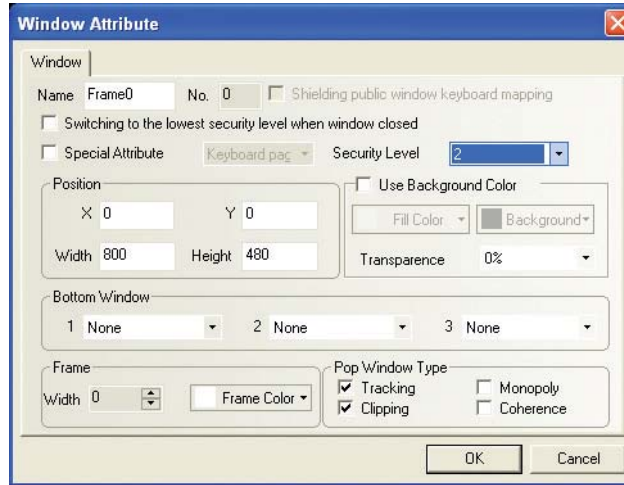 Window Attribute
Window
Name Frame0 No. 0 Shielding public window keyboard mapping
Switching to the lowest security level when window closed
Special Attribute Keyboard pag Security Level 2
Position Use Background Color
X 0 Y 0 Fill Color Background
Width 800 Height 480 Transparence 0%
Bottom Window
1 None 2 None 3 None
Frame Pop Window Type
Width 0 Frame Color Tracking Monopoly
Clipping Coherence
OK Cancel